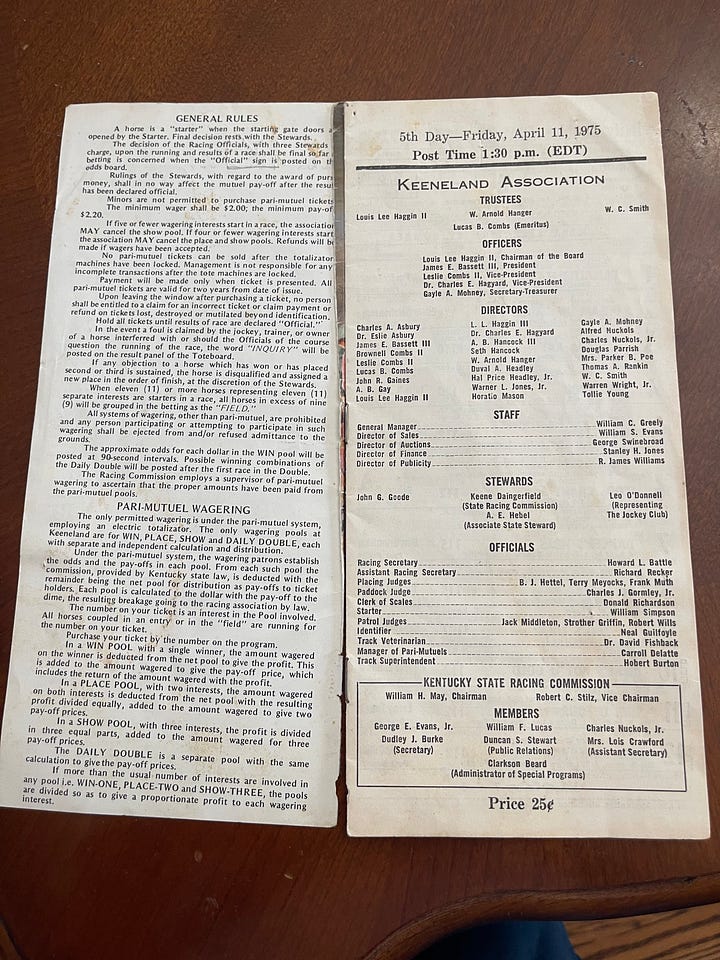 GENERAL RULES
A horse is a "starter" when the starting gate doors
opened by the Starter. Final decision rests with the Stewards.
The decision of the Racing Officials, with three Stewards
charge, upon the running and results of a race shall be final so far
betting is concerned when the "Official" sign is posted on the
odds board.
Rulings of the Stewards, with regard to the award of
money, shall in no way affect the mutual pay-off after the
has been declared official.
Minors are not permitted to purchase pari-mutuel tickets
The minimum wager shall be $2.00; the minimum pay-off
$2.20.
If five or fewer wagering interests start in a race, the association
MAY cancel the show pool. If four or fewer wagering interests start
the association MAY cancel the place and show pools. Refunds will be
made if wagers have been accepted.
No pari-mutuel tickets can be sold after the totalizator
machines have been locked. Management is not responsible for any
incomplete transactions after the tote machines are locked.
Payment will be made only when ticket is presented. All
pari-mutuel tickets are valid for two years from date of issue.
Upon leaving the window after purchasing a ticket, no person
shall be entitled to a claim for an incorrect ticket or claim payment or
refund on tickets lost, destroyed or mutilated beyond identification.
Hold all tickets until results of race are declared "Official."
In the event a foul is claimed by the jockey, trainer, or owner
of a horse interfered with or should the Officials of the course
question the running of the race, the word "INQUIRY" will be
posted on the result panel of the Toteboard.
If any objection to a horse which has won or has placed
second or third is sustained, the horse is disqualified and assigned a
new place in the order of finish, at the discretion of the Stewards.
When eleven (11) or more horses representing eleven (11)
separate interests are starters in a race, all horses in excess of nine
(9) will be grouped in the betting as the "FIELD."
All systems of wagering, other than pari-mutuel, are prohibited
and any person participating or attempting to participate in such
wagering shall be ejected from and/or refused admittance to the
grounds.
The approximate odds for each dollar in the WIN pool will be
posted at 90-second intervals. Possible winning combinations of
the Daily Double will be posted after the first race in the Double.
The Racing Commission employs a supervisor of pari-mutuel
wagering to ascertain that the proper amounts have been paid from
the pari-mutuel pools.
PARI-MUTUEL WAGERING
The only permitted wagering is under the pari-mutuel system,
employing an electric totalizator. The only wagering pools at
Keeneland are for WIN, PLACE, SHOW and DAILY DOUBLE, each
with separate and independent calculation and distribution.
Under the pari-mutuel system, the wagering patrons establish
the odds and the pay-offs in each pool. From each such pool the
commission, provided by Kentucky state law, is deducted with the
remainder being the net pool for distribution as pay-offs to ticket
holders. Each pool is calculated to the dollar with the pay-off to the
dime, the resulting breakage going to the racing association by law.
The number on your ticket is an interest in the Pool involved.
All horses coupled in an entry or in the "field" are running for
the number on your ticket.
Purchase your ticket by the number on the program.
In a WIN POOL with a single winner, the amount wagered
on the winner is deducted from the net pool to give the profit. This
is added to the amount wagered to give the pay-off price, which
includes the return of the amount wagered with the profit.
In a PLACE POOL, with two interests, the amount wagered
on both interests is deducted from the net pool with the resulting
profit divided equally, added to the amount wagered to give two
pay-off prices.
In a SHOW POOL, with three interests, the profit is divided
in three equal parts, added to the amount wagered for three
pay-off prices.
The DAILY DOUBLE is a separate pool with the same
calculation to give the pay-off prices.
If more than the usual number of interests are involved in
any pool i.e. WIN-ONE, PLACE-TWO and SHOW-THREE, the pools
are divided so as to give a proportionate profit to each wagering
interest.
5th Day—Friday, April 11, 1975
Post Time 1:30 p.m. (EDT)
KEENELAND ASSOCIATION
TRUSTEES
Louis Lee Haggin II W. Arnold Hanger W. C. Smith
Lucas B. Combs (Emeritus)
OFFICERS
Louis Lee Haggin II, Chairman of the Board
James E. Bassett III, President
Leslie Combs II, Vice-President
Dr. Charles E. Hagyard, Vice-President
Gayle A. Mohney, Secretary-Treasurer
DIRECTORS
Charles A. Asbury L. L. Haggin III Gayle A. Mohney
Dr. Eslie Asbury Dr. Charles E. Hagyard Alfred Nuckols
James E. Bassett III A. B. Hancock III Charles Nuckols, Jr.
Brownell Combs II Seth Hancock Douglas Parrish
Leslie Combs II W. Arnold Hanger Mrs. Parker B. Poe
Lucas B. Combs Duval A. Headley Thomas A. Rankin
John R. Gaines Hal Price Headley, Jr. W. C. Smith
A. B. Gay Warner L. Jones, Jr. Warren Wright, Jr.
Louis Lee Haggin II Horatio Mason Tollie Young
STAFF
General Manager William C. Greely
Director of Sales William S. Evans
Director of Auctions George Swinebroad
Director of Finance Stanley H. Jones
Director of Publicity R. James Williams
STEWARDS
John G. Goode Keene Daingerfield Leo O'Donnell
(State Racing Commission) (Representing
A. E. Hebel The Jockey Club)
(Associate State Steward)
OFFICIALS
Racing Secretary Howard L. Battle
Assistant Racing Secretary Richard Recker
Placing Judges B. J. Hettel, Terry Meyocks, Frank Muth
Paddock Judge Charles J. Gormley, Jr.
Clerk of Scales Donald Richardson
Starter William Simpson
Patrol Judges Jack Middleton, Strother Griffin, Robert Wills
Identifier Neal Guilfoyle
Track Veterinarian Dr. David Fishback
Manager of Pari-Mutuels Carroll Delatte
Track Superintendent Hobert Burton
KENTUCKY STATE RACING COMMISSION
William H. May, Chairman Robert C. Stilz, Vice Chairman
MEMBERS
George E. Evans, Jr. William F. Lucas Charles Nuckols, Jr.
Dudley J. Burke Duncan S. Stewart Mrs. Lois Crawford
(Secretary) (Public Relations) (Assistant Secretary)
Clarkson Beard
(Administrator of Special Programs)
Price 25¢